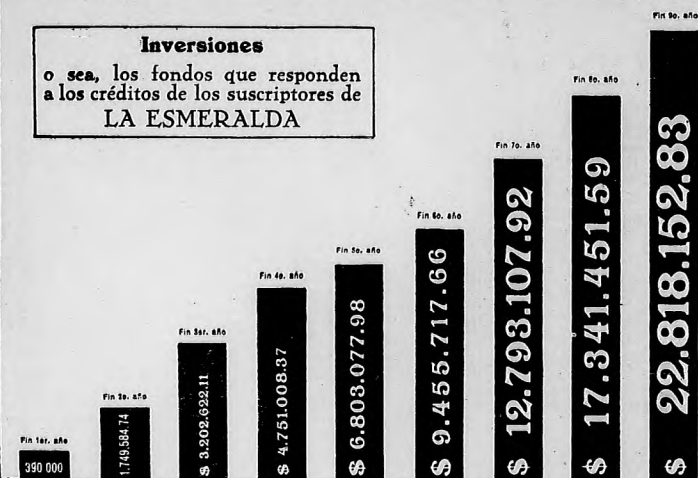 Inversiones
o sea, los fondos que responden
a los créditos de los suscriptores de
LA ESMERALDA
Fin 1er. año
390 000
Fin 2o. año
1.749.584.74
Fin 3er. año
$ 3.202.622.11
Fin 4o. año
$ 4.751.008.37
Fin 5o. año
$ 6.803.077.98
Fin 6o. año
$ 9.455.717.66
Fin 7o. año
$ 12.793.107.92
Fin 8o. año
$ 17.341.451.59
Fin 9o. año
$ 22.818.152.83